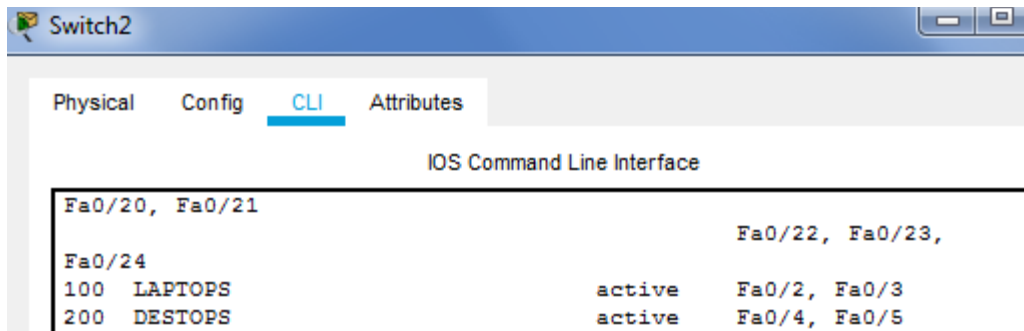 Switch2
Physical Config CLI Attributes
IOS Command Line Interface
Fa0/20, Fa0/21
Fa0/22, Fa0/23,
Fa0/24
100 LAPTOPS active Fa0/2, Fa0/3
200 DESTOPS active Fa0/4, Fa0/5